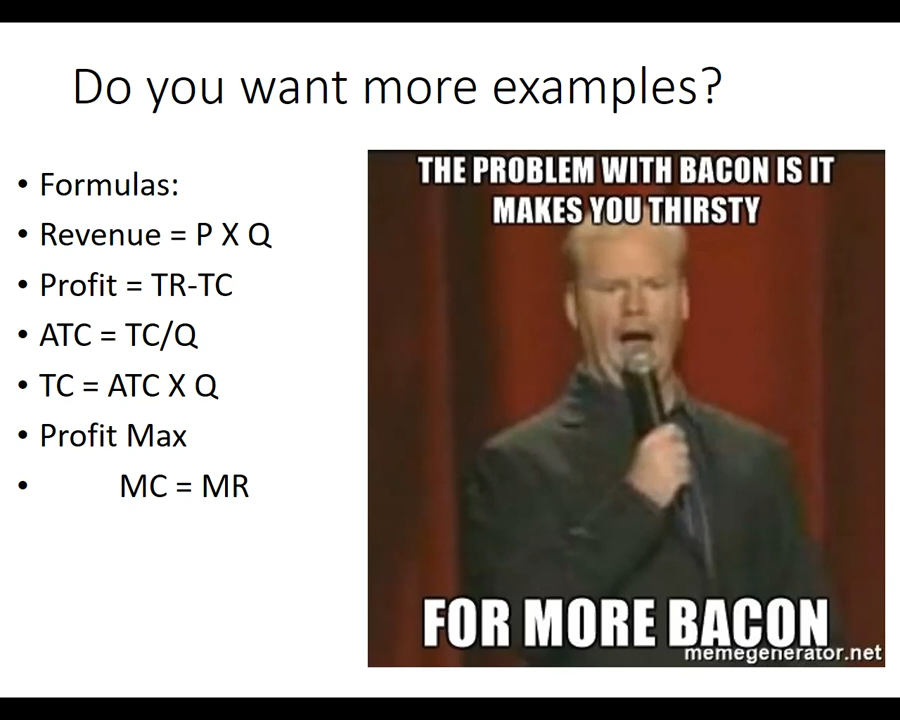 Do you want more examples?
• Formulas:
• Revenue = P X Q
• Profit = TR-TC
• ATC = TC/Q
• TC = ATC X Q
• Profit Max
• MC = MR
THE PROBLEM WITH BACON IS IT
MAKES YOU THIRSTY
FOR MORE BACON
memegenerator.net